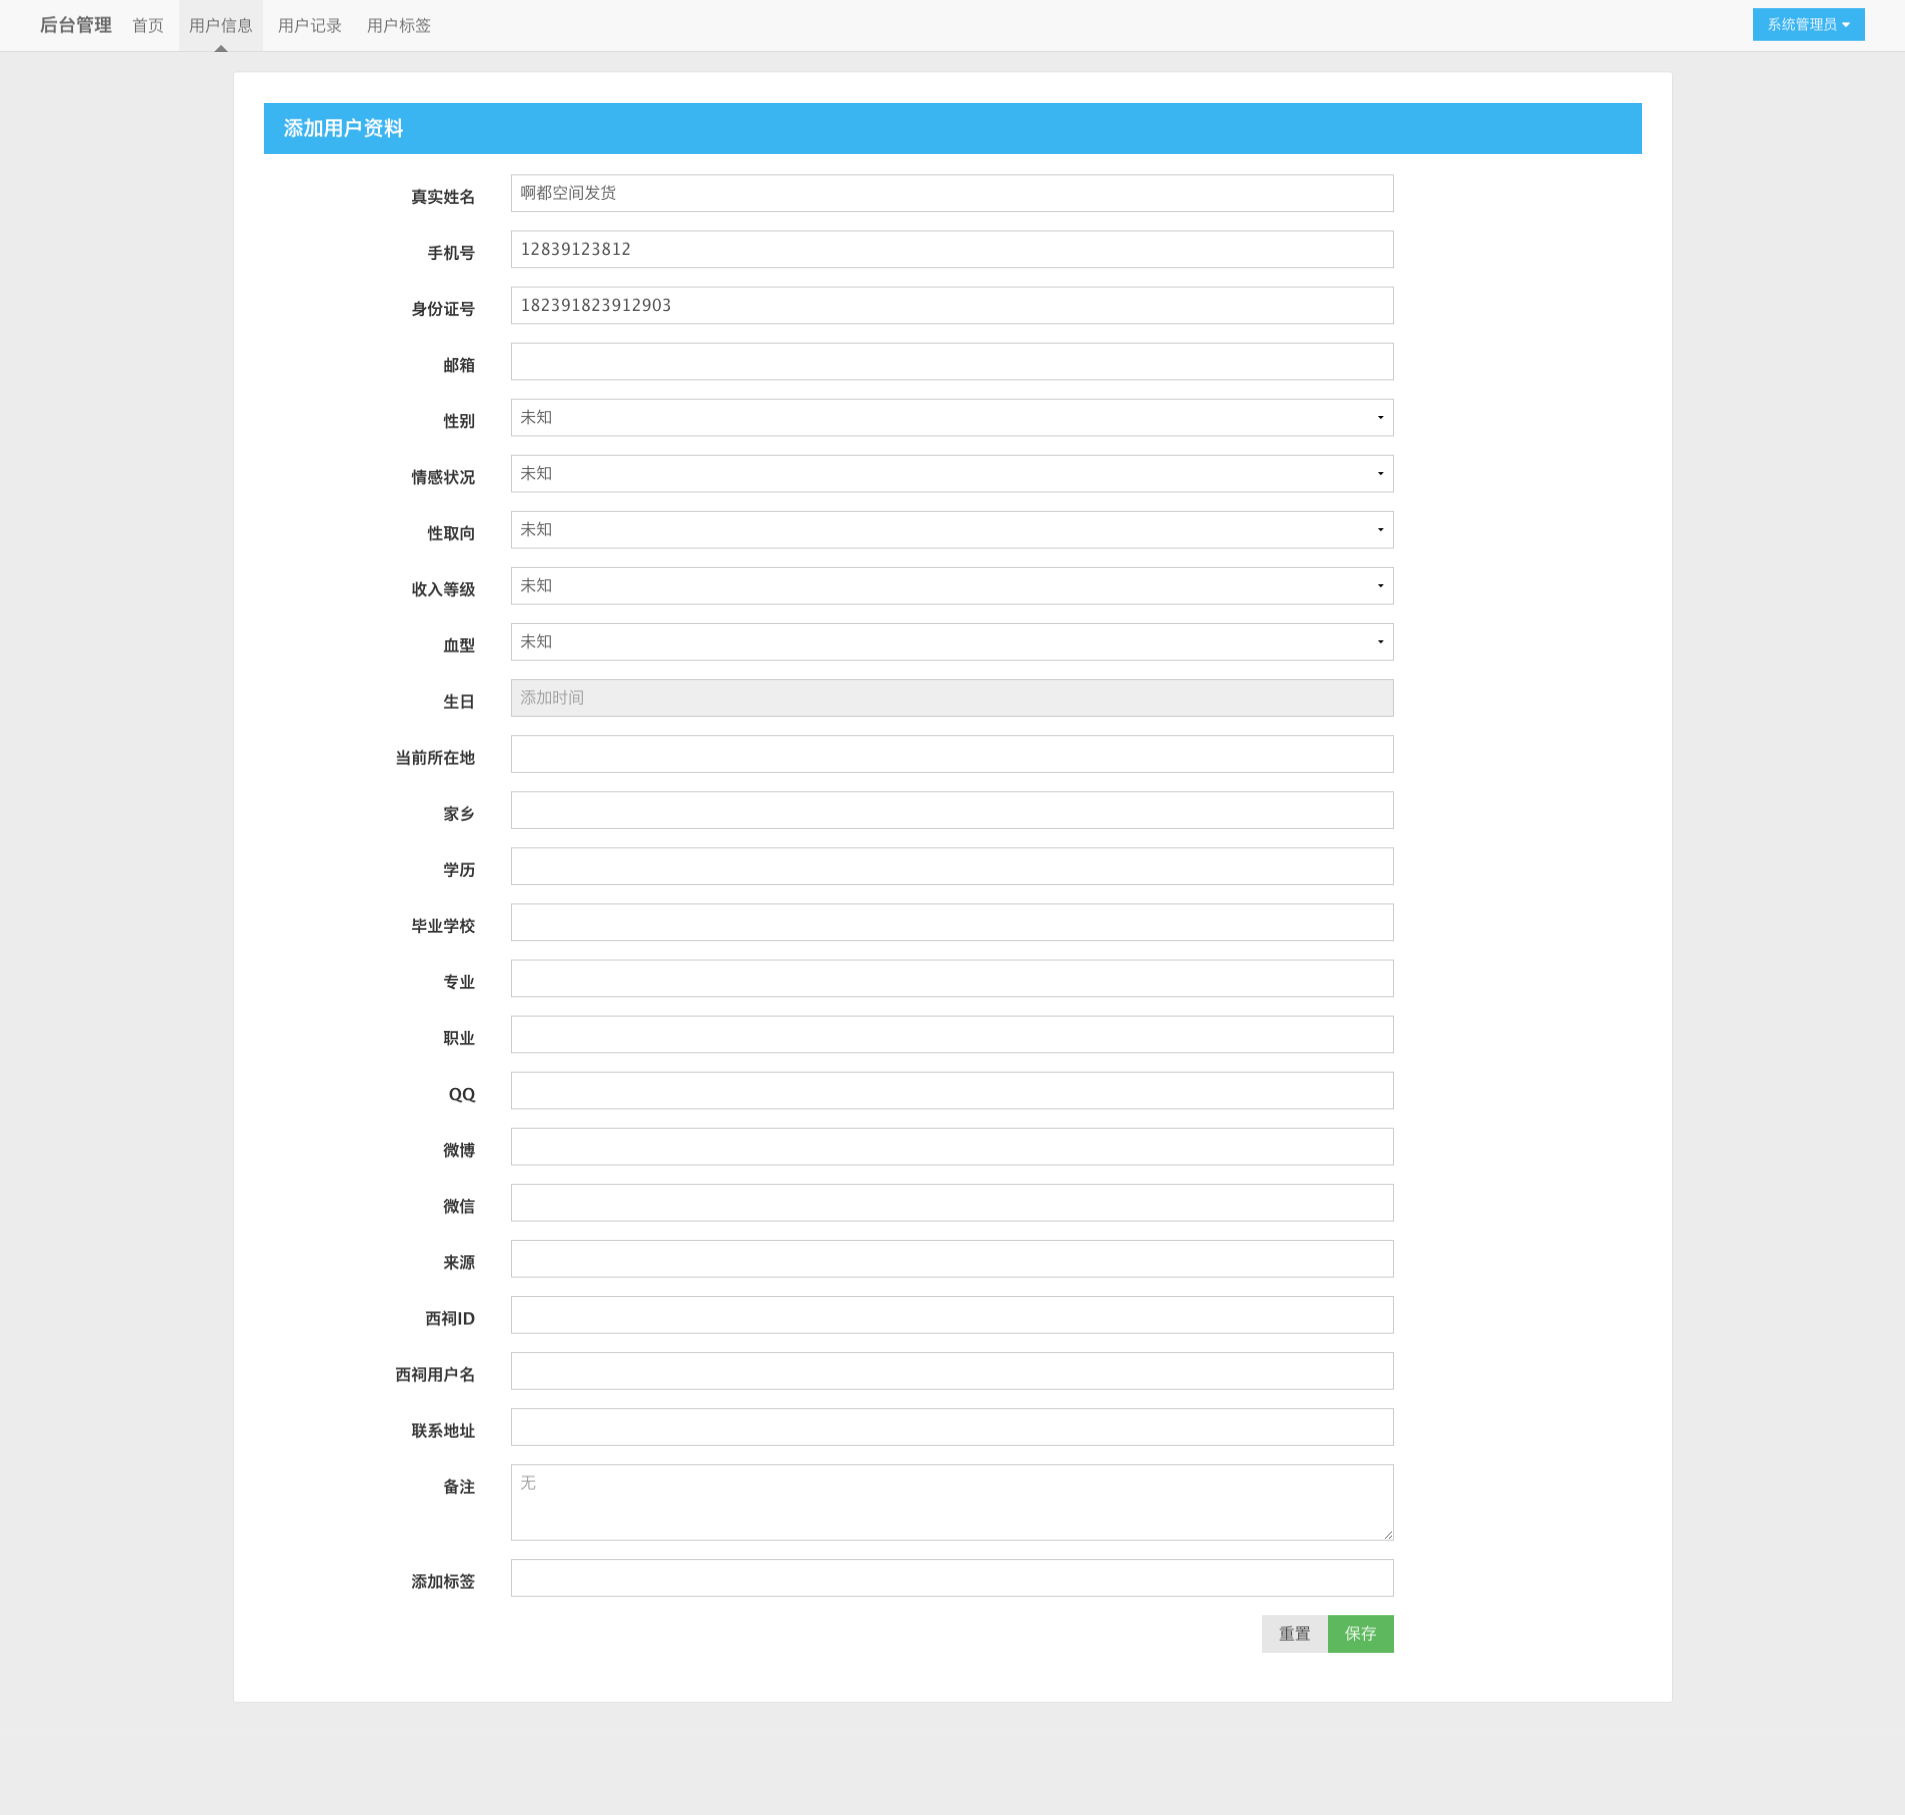 后台管理 首页 用户信息 用户记录 用户标签 系统管理员
添加用户资料
真实姓名 啊都空间发货
手机号 12839123812
身份证号 182391823912903
邮箱
性别 未知
情感状况 未知
性取向 未知
收入等级 未知
血型 未知
生日 添加时间
当前所在地
家乡
学历
毕业学校
专业
职业
QQ
微博
微信
来源
西祠ID
西祠用户名
联系地址
备注 无
添加标签
重置 保存